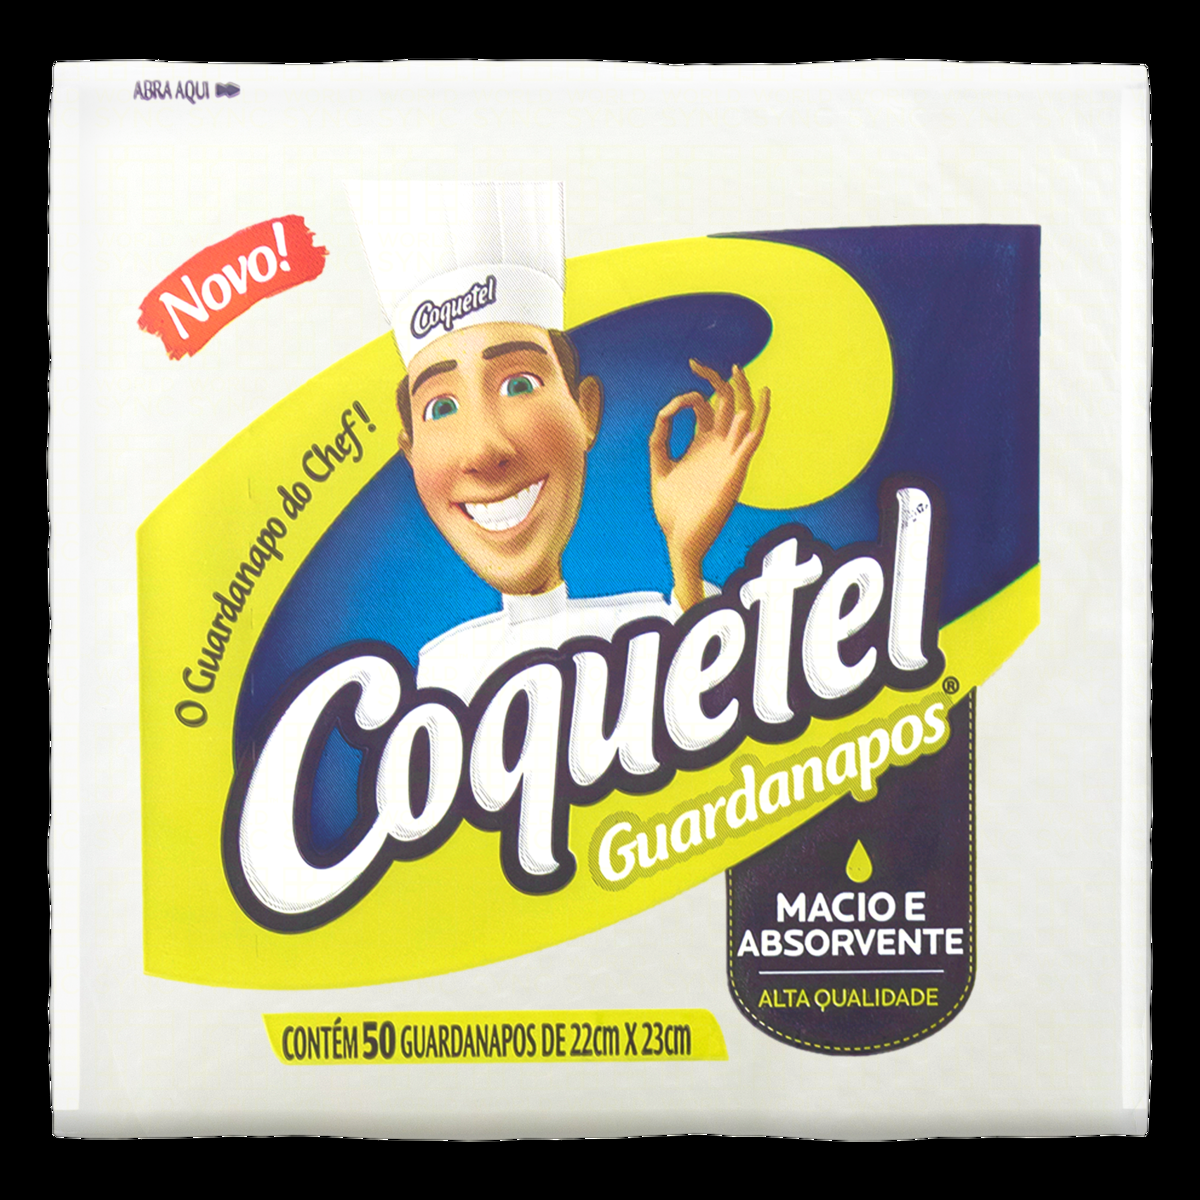 ABRA AQUI
Novo!
Coquetel
O Guardanapo do Chef!
Coquetel®
Guardanapos
MACIO E
ABSORVENTE
ALTA QUALIDADE
CONTÉM 50 GUARDANAPOS DE 22cm X 23cm